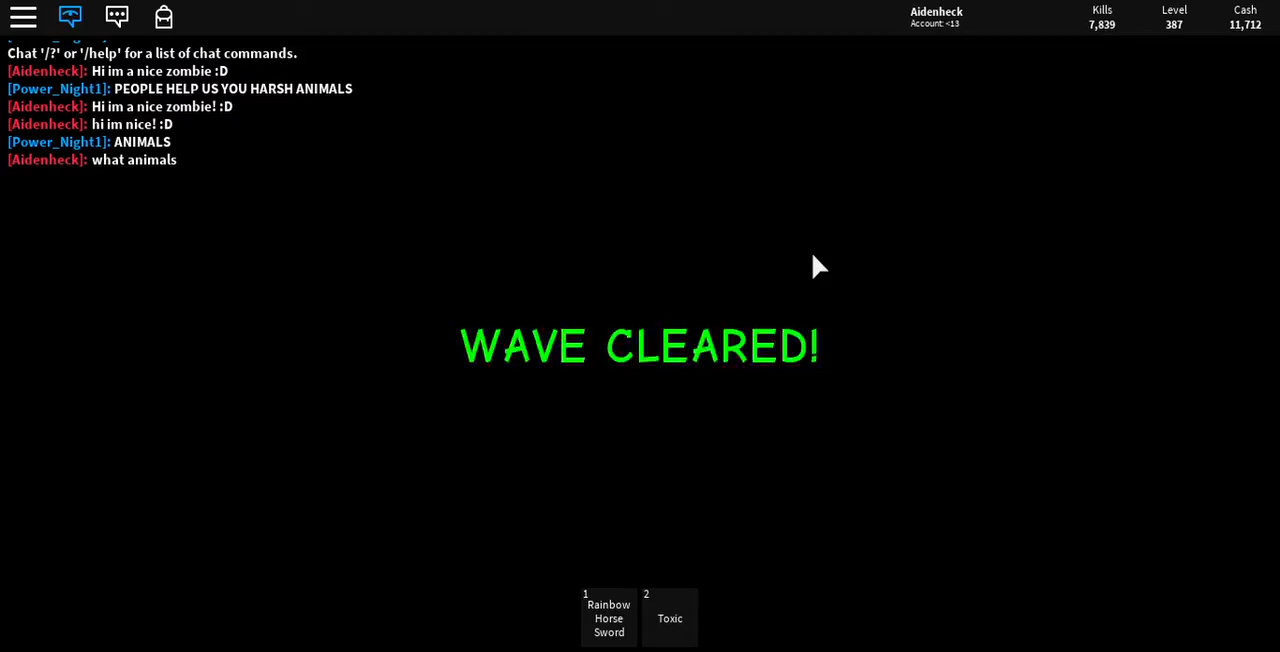 Aidenheck
Account: <13
Kills
7,839
Level
387
Cash
11,712
Chat '/?' or '/help' for a list of chat commands.
[Aidenheck]: Hi im a nice zombie :D
[Power_Night1]: PEOPLE HELP US YOU HARSH ANIMALS
[Aidenheck]: Hi im a nice zombie! :D
[Aidenheck]: hi im nice! :D
[Power_Night1]: ANIMALS
[Aidenheck]: what animals
WAVE CLEARED!
1
Rainbow
Horse
Sword
2
Toxic